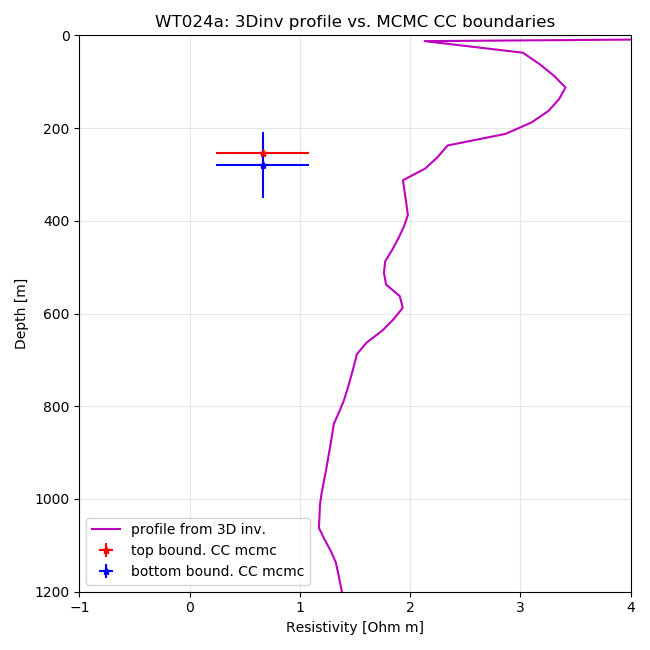 WT024a: 3Dinv profile vs. MCMC CC boundaries
0
200
400
600
800
1000
1200
Depth [m]
profile from 3D inv.
top bound. CC mcmc
bottom bound. CC mcmc
−1
0
1
2
3
4
Resistivity [Ohm m]